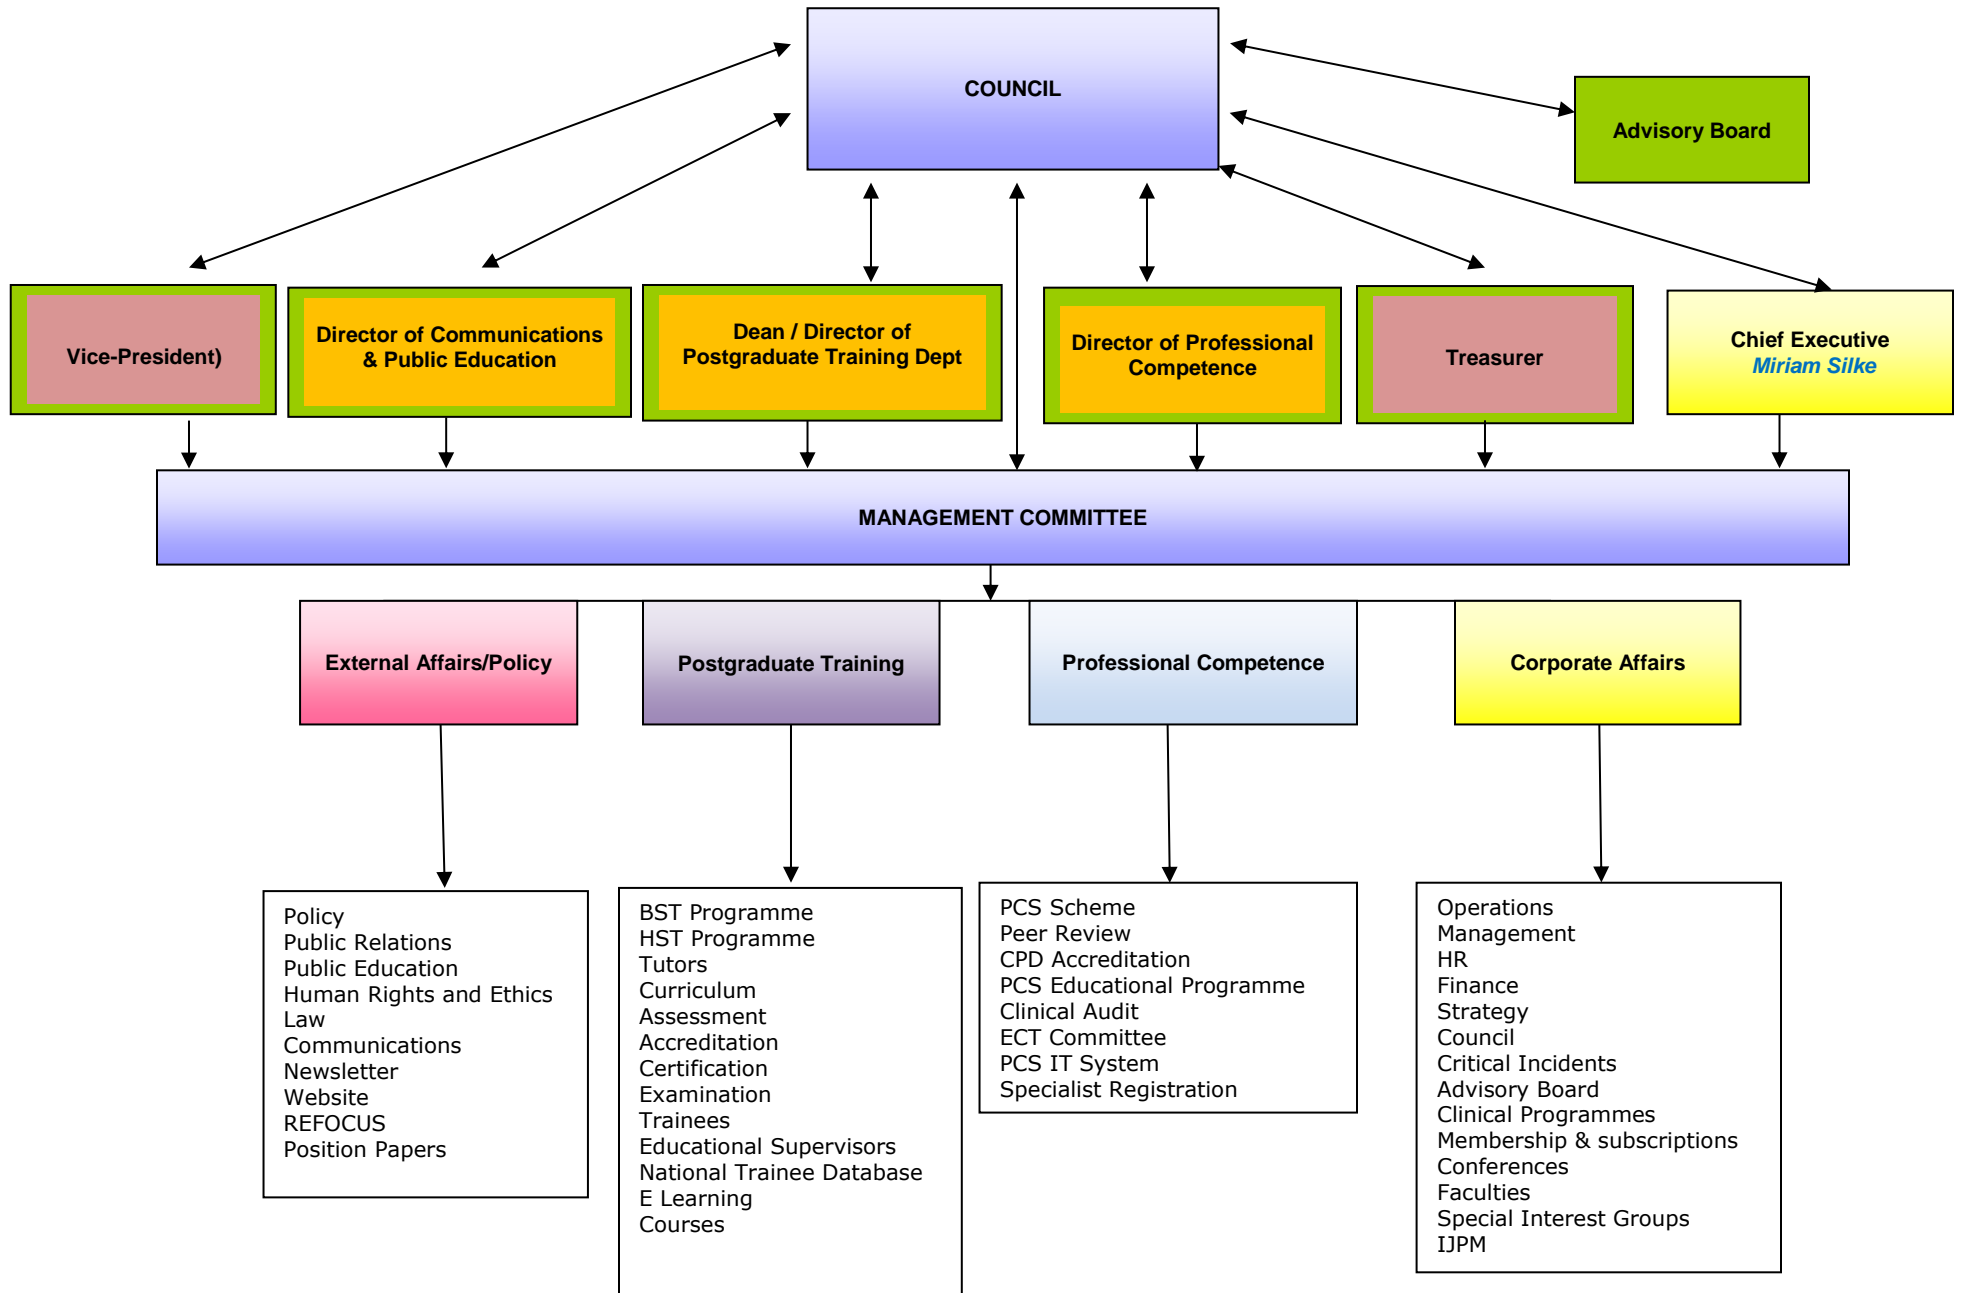 COUNCIL
Advisory Board
Vice-President)
Director of Communications
& Public Education
Dean / Director of
Postgraduate Training Dept
Director of Professional
Competence
Treasurer
Chief Executive
Miriam Silke
MANAGEMENT COMMITTEE
External Affairs/Policy
Postgraduate Training
Professional Competence
Corporate Affairs
Policy
Public Relations
Public Education
Human Rights and Ethics
Law
Communications
Newsletter
Website
REFOCUS
Position Papers
BST Programme
HST Programme
Tutors
Curriculum
Assessment
Accreditation
Certification
Examination
Trainees
Educational Supervisors
National Trainee Database
E Learning
Courses
PCS Scheme
Peer Review
CPD Accreditation
PCS Educational Programme
Clinical Audit
ECT Committee
PCS IT System
Specialist Registration
Operations
Management
HR
Finance
Strategy
Council
Critical Incidents
Advisory Board
Clinical Programmes
Membership & subscriptions
Conferences
Faculties
Special Interest Groups
IJPM